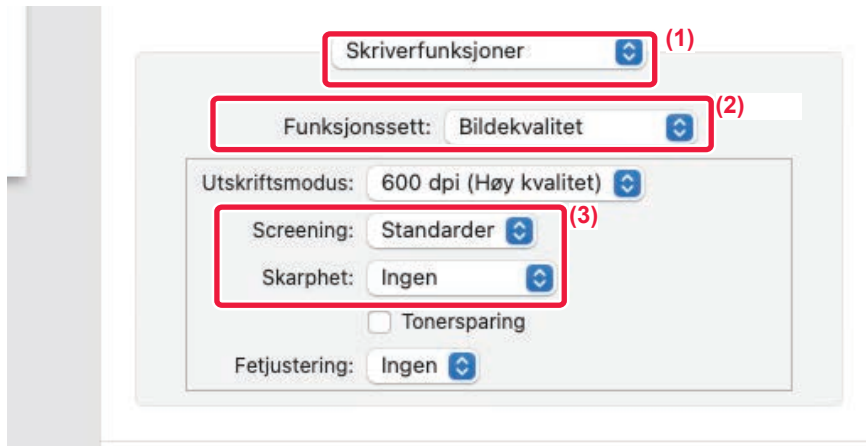 Skriverfunksjoner (1)
Funksjonssett: Bildekvalitet (2)
Utskriftsmodus: 600 dpi (Høy kvalitet)
Screening: Standarder (3)
Skarphet: Ingen
Tonersparing
Fetjustering: Ingen